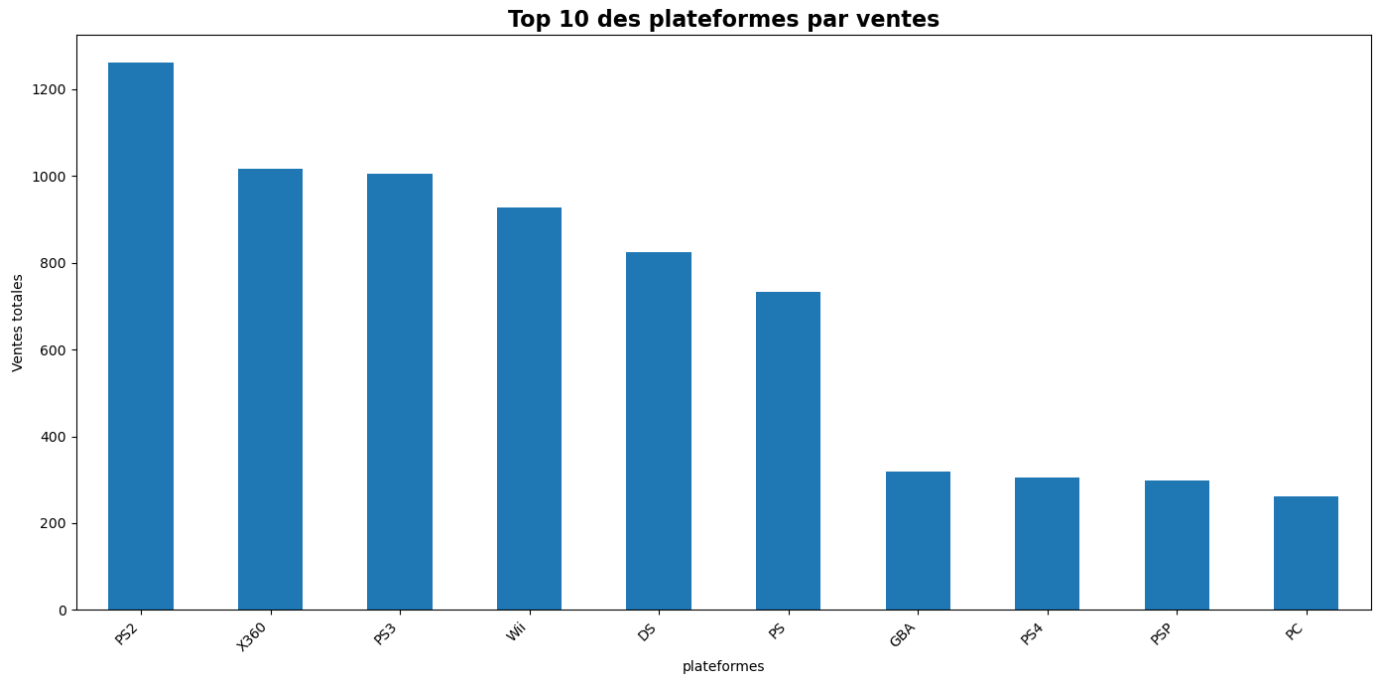 Top 10 des plateformes par ventes
Ventes totales
1200
1000
800
600
400
200
0
PS2 X360 PS3 Wii DS PS GBA PS4 PSP PC
plateformes